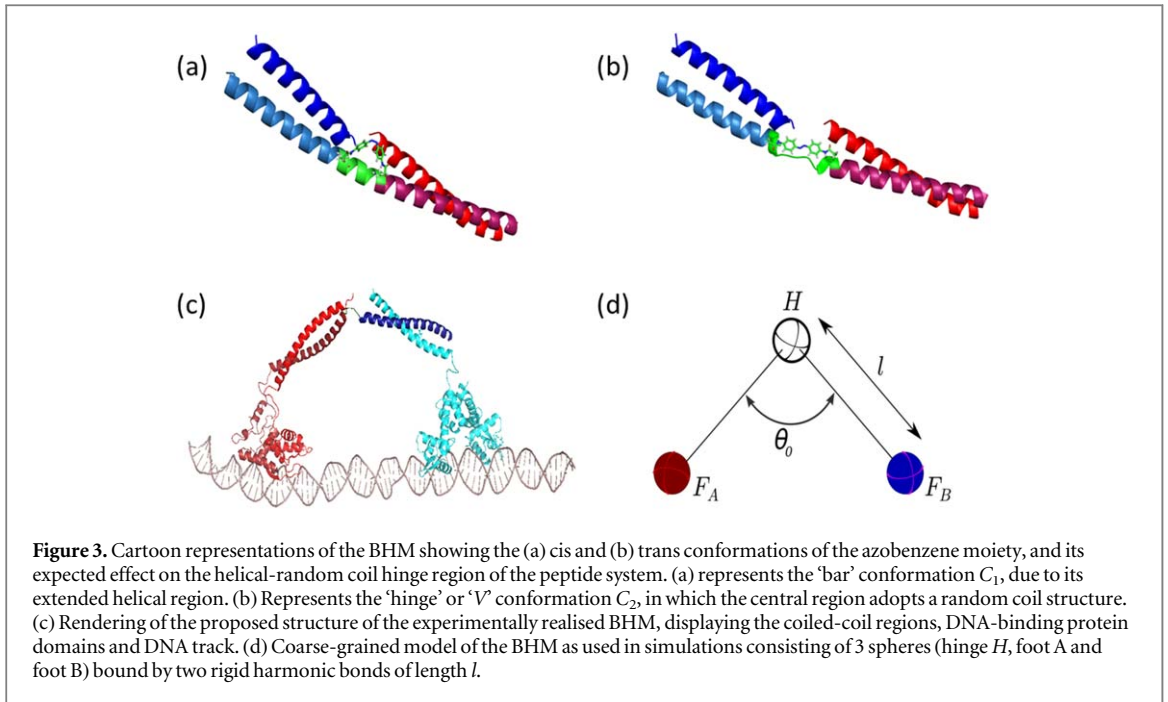 (a)
(b)
(c)
(d)
H
l
θ₀
F_A
F_B
Figure 3. Cartoon representations of the BHM showing the (a) cis and (b) trans conformations of the azobenzene moiety, and its
expected effect on the helical-random coil hinge region of the peptide system. (a) represents the ‘bar’ conformation C₁, due to its
extended helical region. (b) Represents the ‘hinge’ or ‘V’ conformation C₂, in which the central region adopts a random coil structure.
(c) Rendering of the proposed structure of the experimentally realised BHM, displaying the coiled-coil regions, DNA-binding protein
domains and DNA track. (d) Coarse-grained model of the BHM as used in simulations consisting of 3 spheres (hinge H, foot A and
foot B) bound by two rigid harmonic bonds of length l.